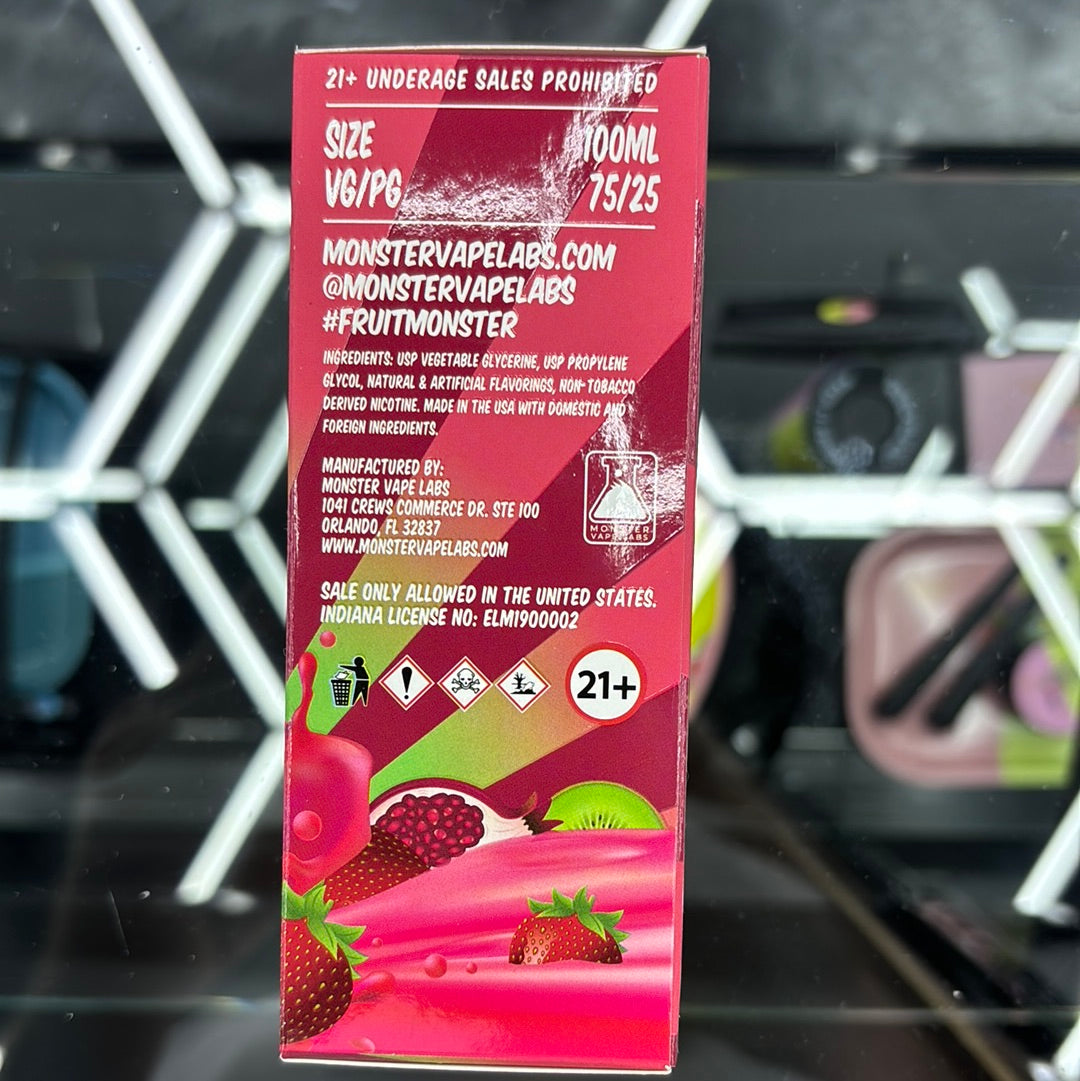 21+ UNDERAGE SALES PROHIBITED
SIZE 100ML
VG/PG 75/25
MONSTERVAPELABS.COM
@MONSTERVAPELABS
#FRUITMONSTER
INGREDIENTS: USP VEGETABLE GLYCERINE, USP PROPYLENE
GLYCOL, NATURAL & ARTIFICIAL FLAVORINGS, NON-TOBACCO
DERIVED NICOTINE. MADE IN THE USA WITH DOMESTIC AND
FOREIGN INGREDIENTS.
MANUFACTURED BY:
MONSTER VAPE LABS
1041 CREWS COMMERCE DR. STE 100
ORLANDO, FL 32837
WWW.MONSTERVAPELABS.COM
MONSTER
VAPE LABS
SALE ONLY ALLOWED IN THE UNITED STATES.
INDIANA LICENSE NO: ELM1900002
21+